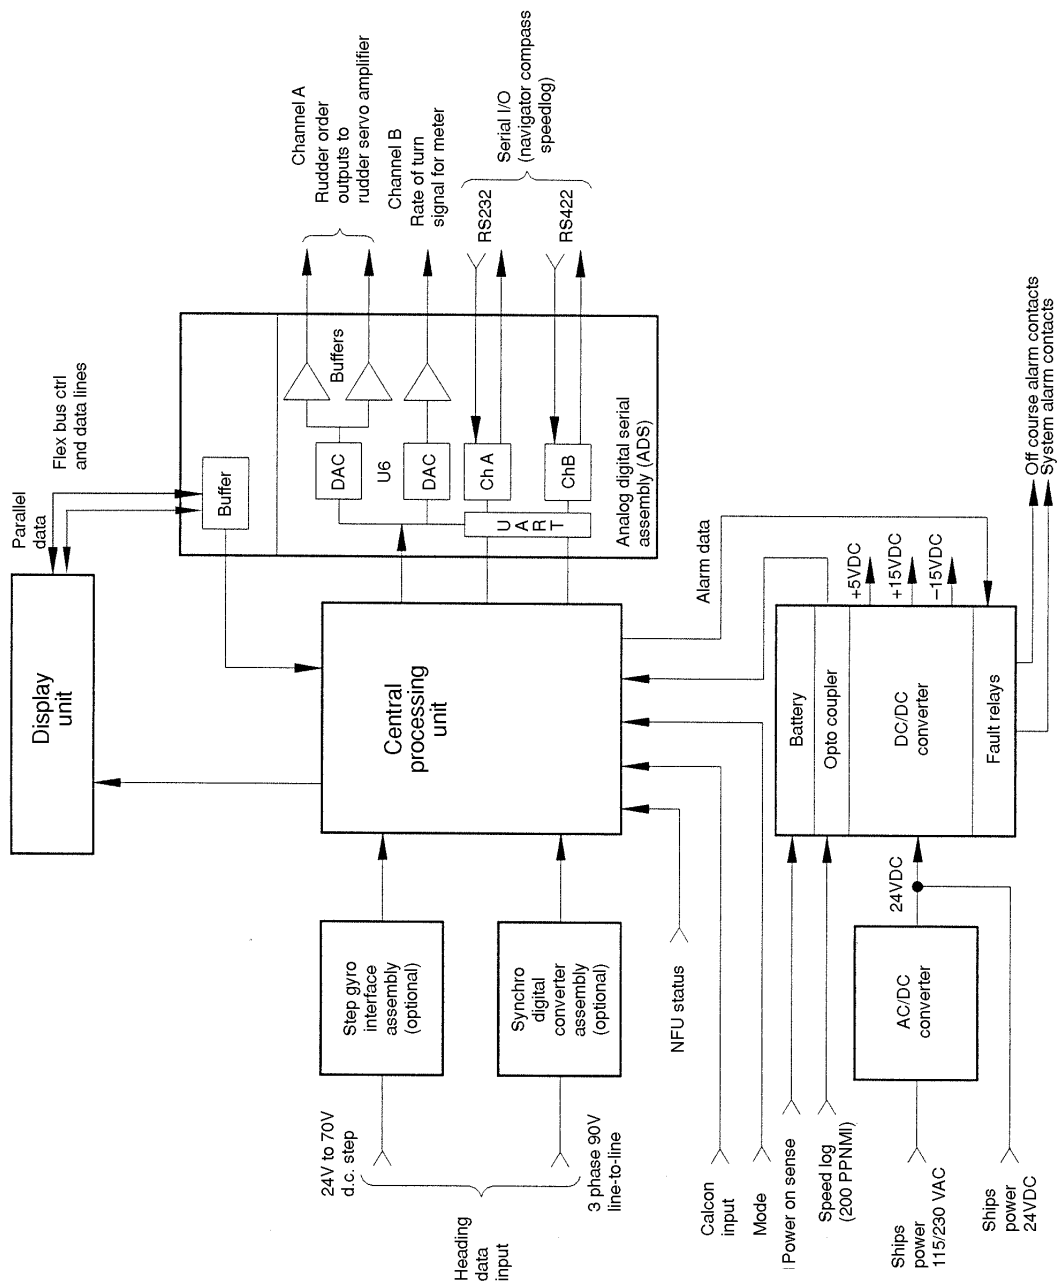 Display
unit
Parallel
data
Flex bus ctrl
and data lines
Channel A
Rudder order
outputs to
rudder servo amplifier
Channel B
Rate of turn
signal for meter
Serial I/O
(navigator compass
speedlog)
RS232
RS422
Buffer
Buffers
DAC
U6
DAC
Ch A
ChB
UART
Analog digital serial
assembly (ADS)
Central
processing
unit
Heading
data
input
24V to 70V
d.c. step
3 phase 90V
line-to-line
Step gyro
interface
assembly
(optional)
Synchro
digital
converter
assembly
(optional)
NFU status
Calcon
input
Mode
Power on sense
Speed log
(200 PPNMI)
Ships
power
115/230 VAC
Ships
power
24VDC
AC/DC
converter
24VDC
Battery
Opto coupler
DC/DC
converter
Fault relays
+5VDC
+15VDC
–15VDC
Alarm data
Off course alarm contacts
System alarm contacts